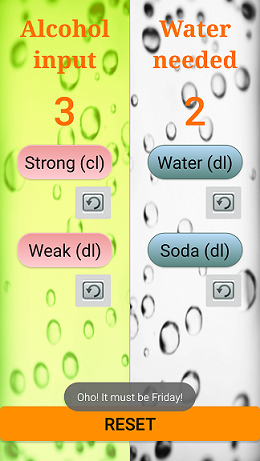 Alcohol
input
Water
needed
3
2
Strong (cl)
Water (dl)
Weak (dl)
Soda (dl)
Oho! It must be Friday!
RESET